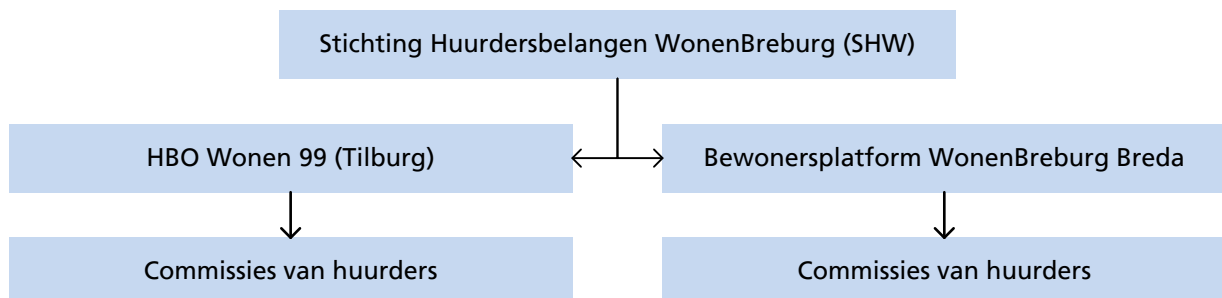 Stichting Huurdersbelangen WonenBreburg (SHW)
HBO Wonen 99 (Tilburg)
Bewonersplatform WonenBreburg Breda
Commissies van huurders
Commissies van huurders